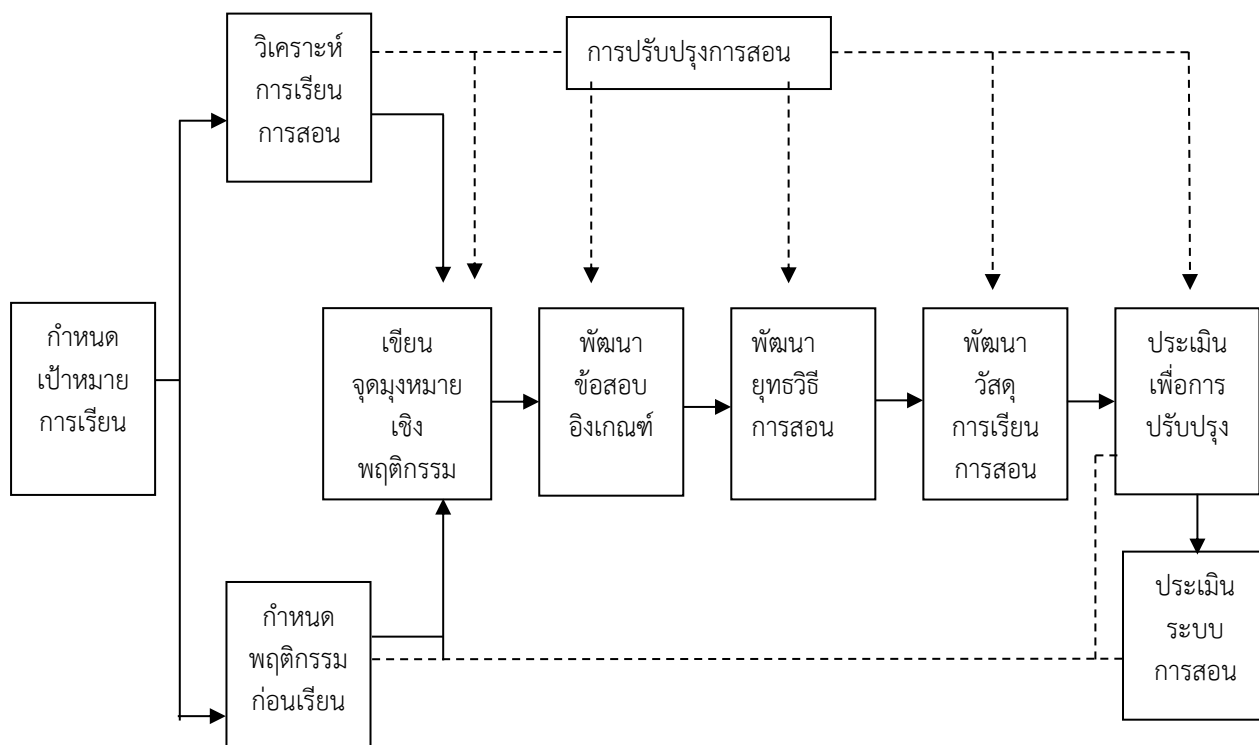 วิเคราะห์
การเรียน
การสอน
การปรับปรุงการสอน
กำหนด
เป้าหมาย
การเรียน
เขียน
จุดมุงหมาย
เชิง
พฤติกรรม
พัฒนา
ข้อสอบ
อิงเกณฑ์
พัฒนา
ยุทธวิธี
การสอน
พัฒนา
วัสดุ
การเรียน
การสอน
ประเมิน
เพื่อการ
ปรับปรุง
กำหนด
พฤติกรรม
ก่อนเรียน
ประเมิน
ระบบ
การสอน